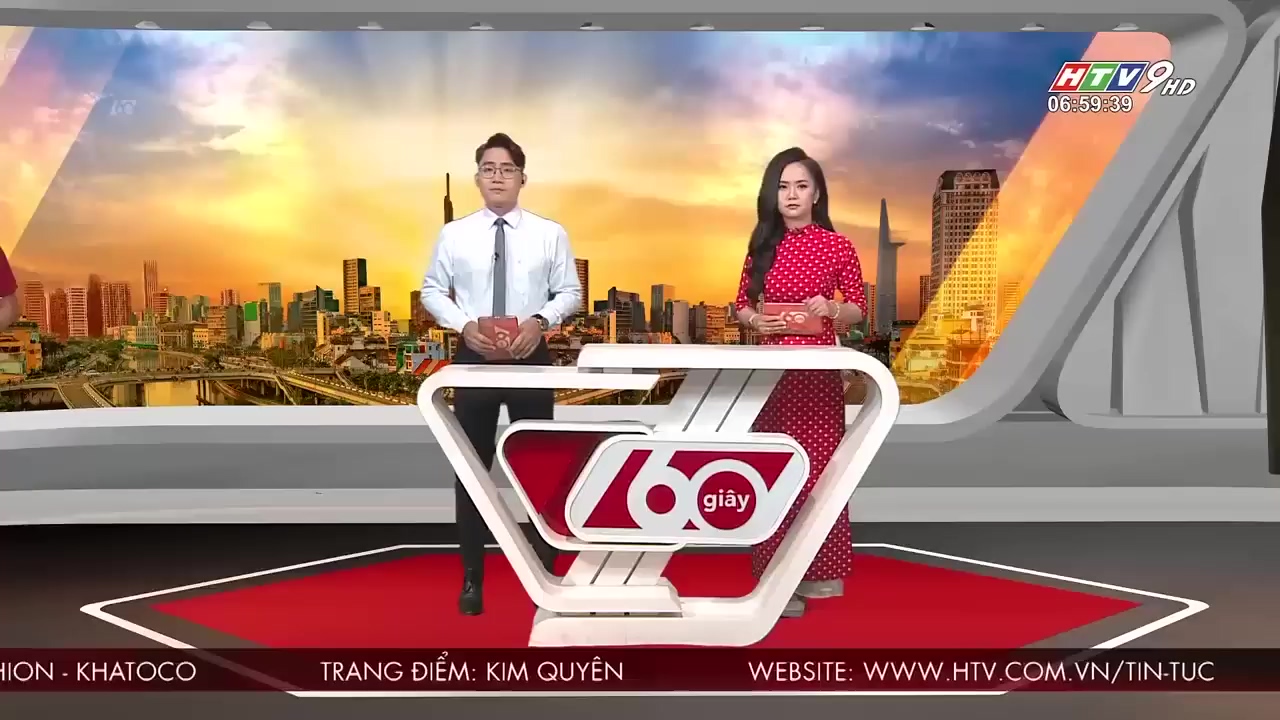 HTV9HD
06:59:39
60
60 giây
HION - KHATOCO TRANG ĐIỂM: KIM QUYÊN WEBSITE: WWW.HTV.COM.VN/TIN-TUC